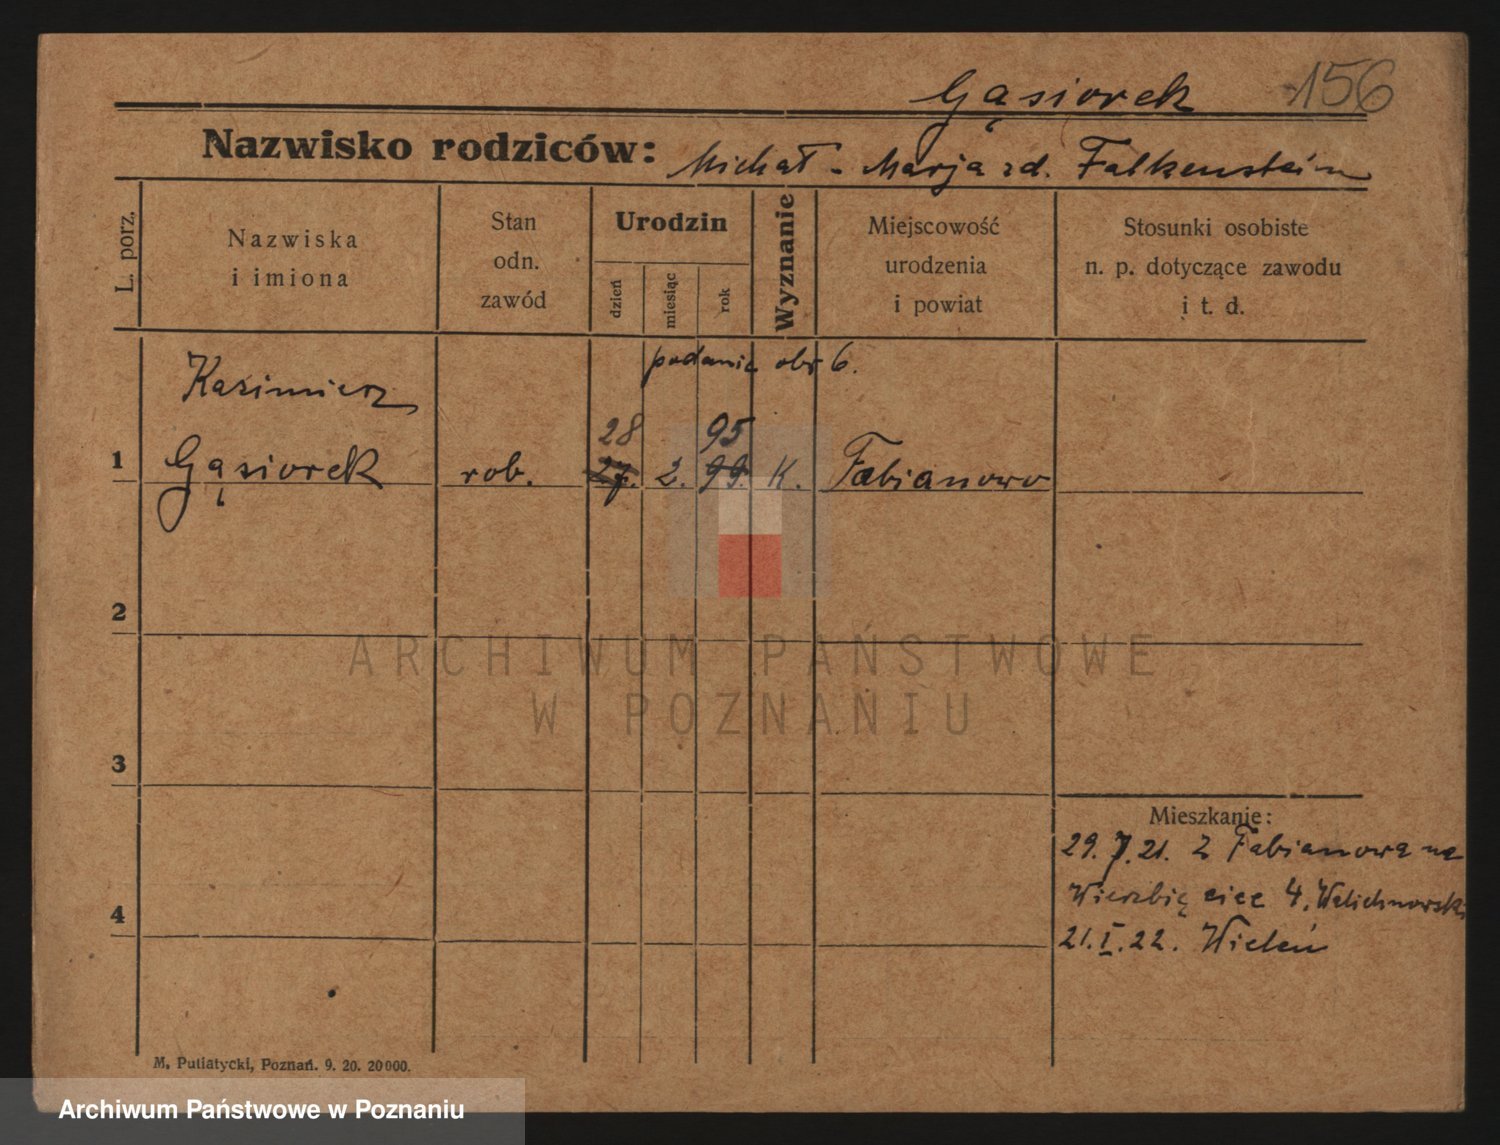 Gąsiorek 156
Nazwisko rodziców: Michał - Marja zd. Falkenstein
L. porz.
Nazwiska
i imiona
Stan
odn.
zawód
Urodzin
dzień
miesiąc
rok
Wyznanie
Miejscowość
urodzenia
i powiat
Stosunki osobiste
n. p. dotyczące zawodu
i t. d.
podanie obr 6.
Kazimierz
28 95
1 Gąsiorek rob. 27. 2. 99. K. Fabianowo
2
3
4
ARCHIWUM PAŃSTWOWE
W POZNANIU
Mieszkanie:
29. 7. 21. z Fabianowa na
Wierzbięcice 4, Walichnowski
21. I. 22. Wieleń
M. Putiatycki, Poznań. 9. 20. 20000.
Archiwum Państwowe w Poznaniu